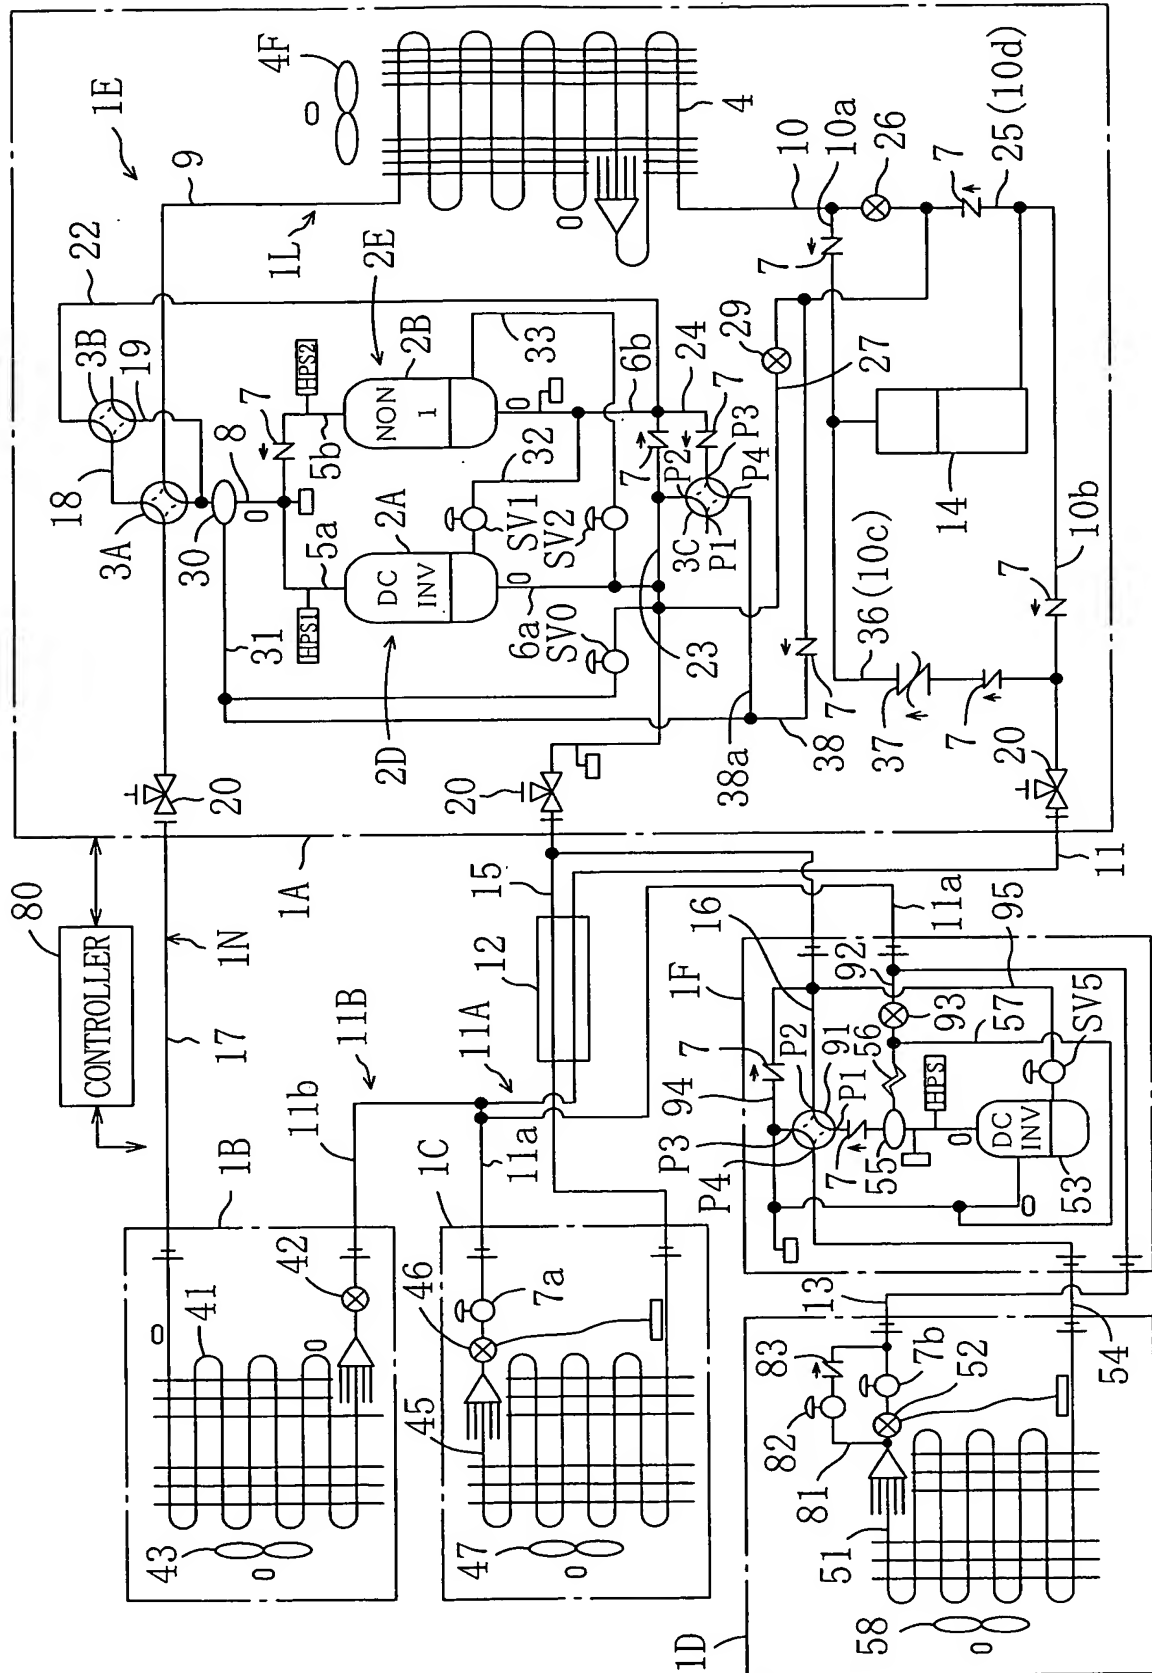 80
CONTROLLER
1E
4F
9
22
1L
4
3B
19
18
3A
30
8
7
HPS2
5b
2E
NON
1
2B
33
5a
HPS1
DC
INV
2A
2D
31
SV1
SV2
32
6b
24
29
27
6a
SV0
23
7
P2
3C
P1
7
P3
P4
10
10a
26
7
7
25(10d)
14
10b
7
36(10c)
37
7
20
38
7
38a
20
20
1A
1N
17
15
12
16
11
11a
11B
11A
11b
11a
1B
41
42
43
1C
45
46
7a
47
1F
7
94
P3
P4
P2
91
P1
7
55
56
92
93
57
95
SV5
HPS
DC
INV
53
13
54
1D
83
82
81
7b
52
51
58